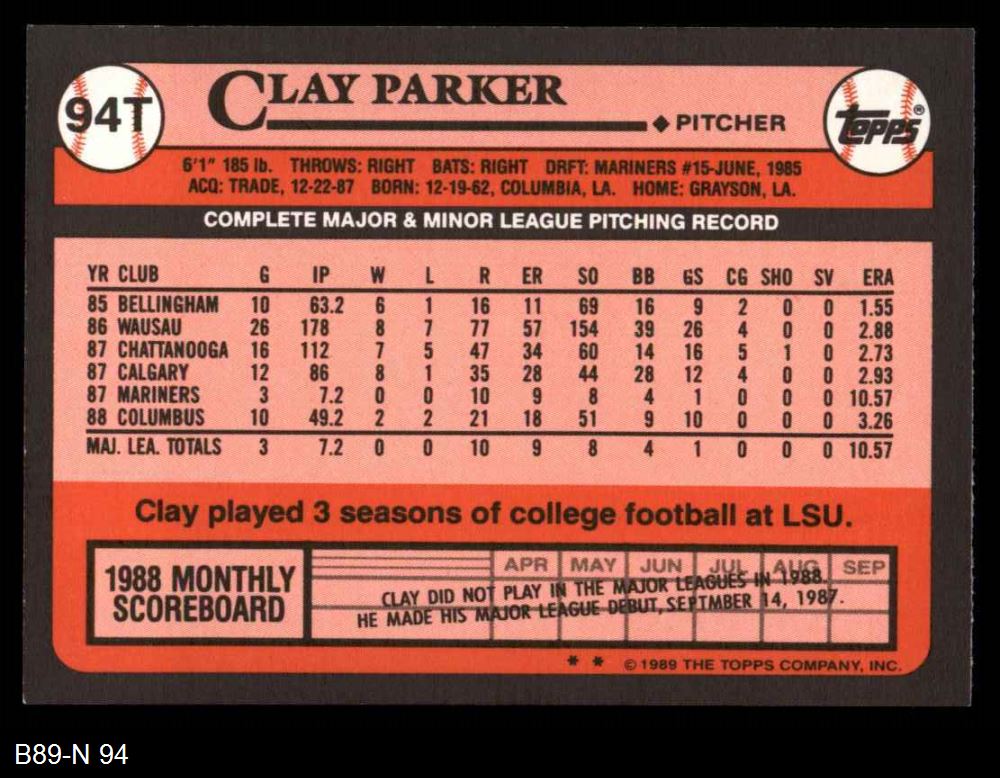 94T
CLAY PARKER
◆ PITCHER
TOPPS®
6'1" 185 lb. THROWS: RIGHT BATS: RIGHT DRFT: MARINERS #15-JUNE, 1985
ACQ: TRADE, 12-22-87 BORN: 12-19-62, COLUMBIA, LA. HOME: GRAYSON, LA.
COMPLETE MAJOR & MINOR LEAGUE PITCHING RECORD
YR CLUB G IP W L R ER SO BB GS CG SHO SV ERA
85 BELLINGHAM 10 63.2 6 1 16 11 69 16 9 2 0 0 1.55
86 WAUSAU 26 178 8 7 77 57 154 39 26 4 0 0 2.88
87 CHATTANOOGA 16 112 7 5 47 34 60 14 16 5 1 0 2.73
87 CALGARY 12 86 8 1 35 28 44 28 12 4 0 0 2.93
87 MARINERS 3 7.2 0 0 10 9 8 4 1 0 0 0 10.57
88 COLUMBUS 10 49.2 2 2 21 18 51 9 10 0 0 0 3.26
MAJ. LEA. TOTALS 3 7.2 0 0 10 9 8 4 1 0 0 0 10.57
Clay played 3 seasons of college football at LSU.
1988 MONTHLY
SCOREBOARD
APR MAY JUN JUL AUG SEP
CLAY DID NOT PLAY IN THE MAJOR LEAGUES IN 1988.
HE MADE HIS MAJOR LEAGUE DEBUT, SEPTMBER 14, 1987.
* * © 1989 THE TOPPS COMPANY, INC.
B89-N 94